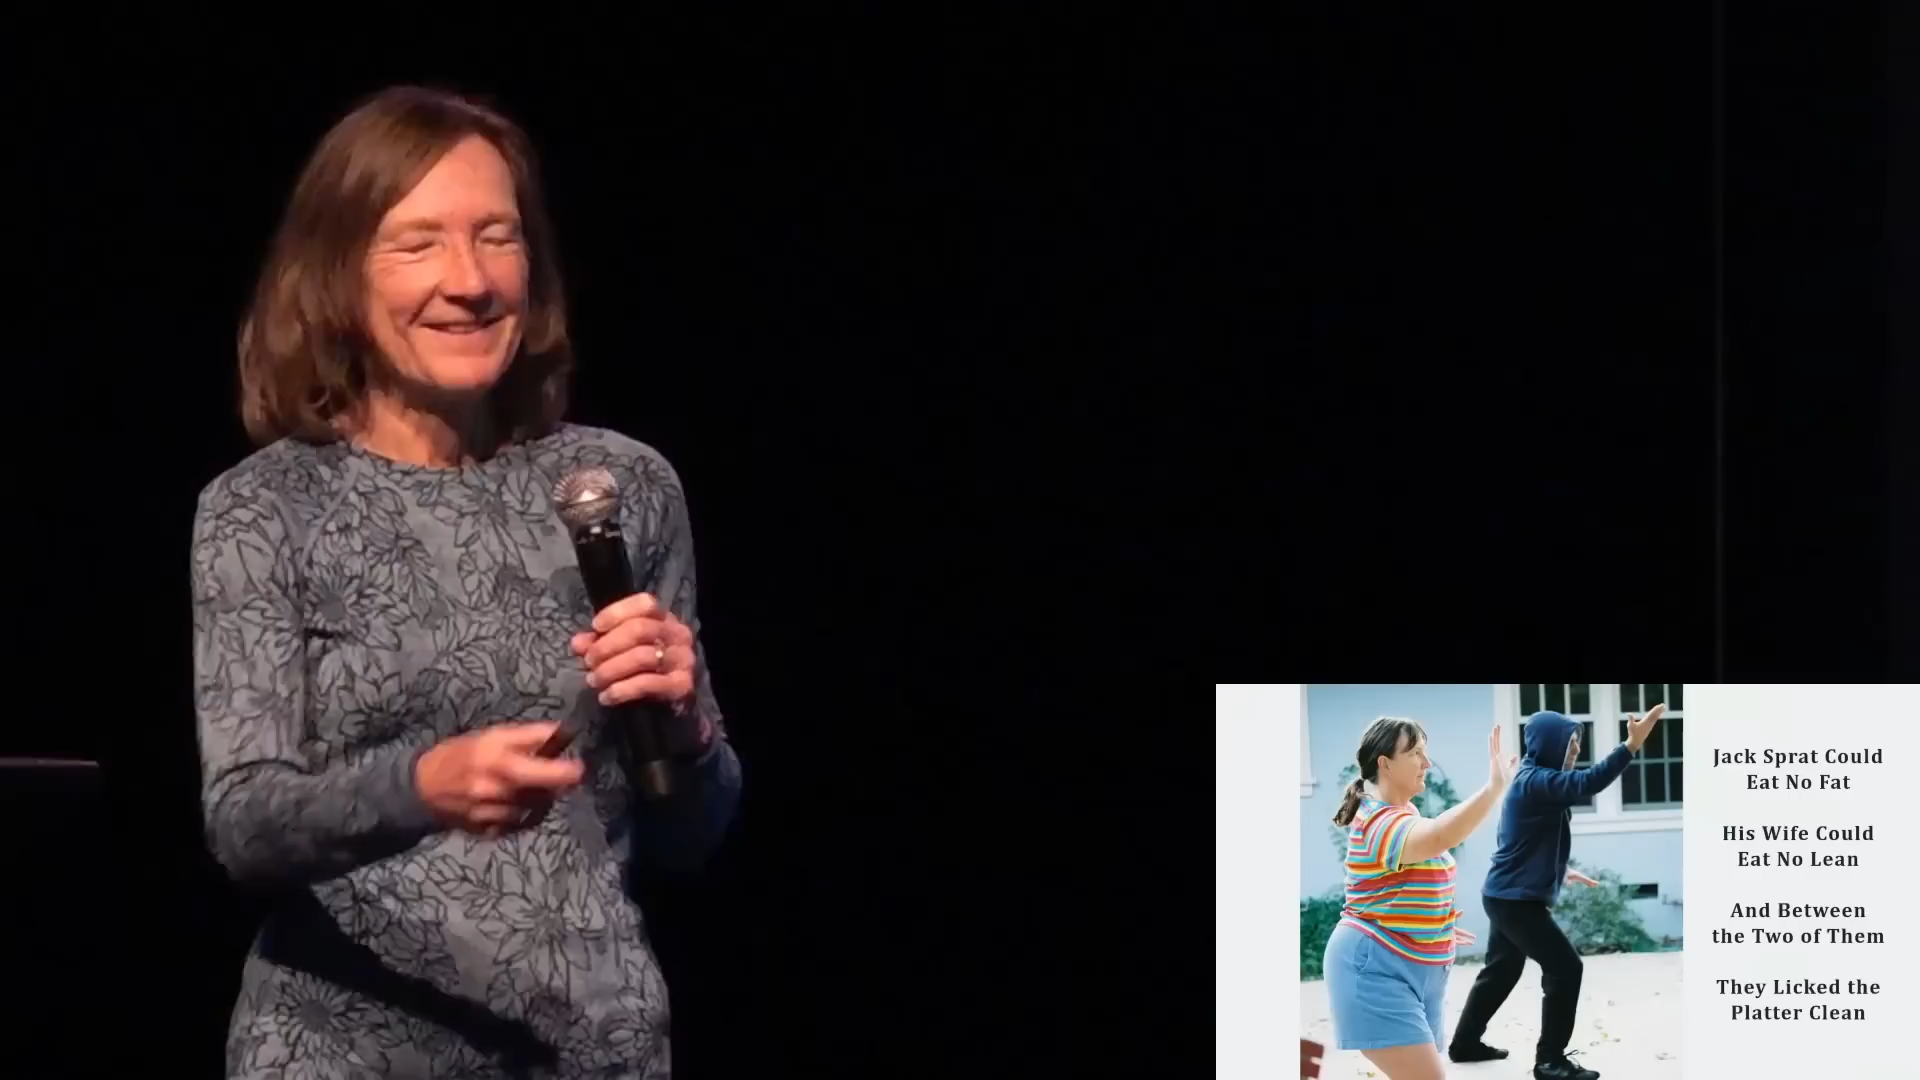 Jack Sprat Could
Eat No Fat
His Wife Could
Eat No Lean
And Between
the Two of Them
They Licked the
Platter Clean